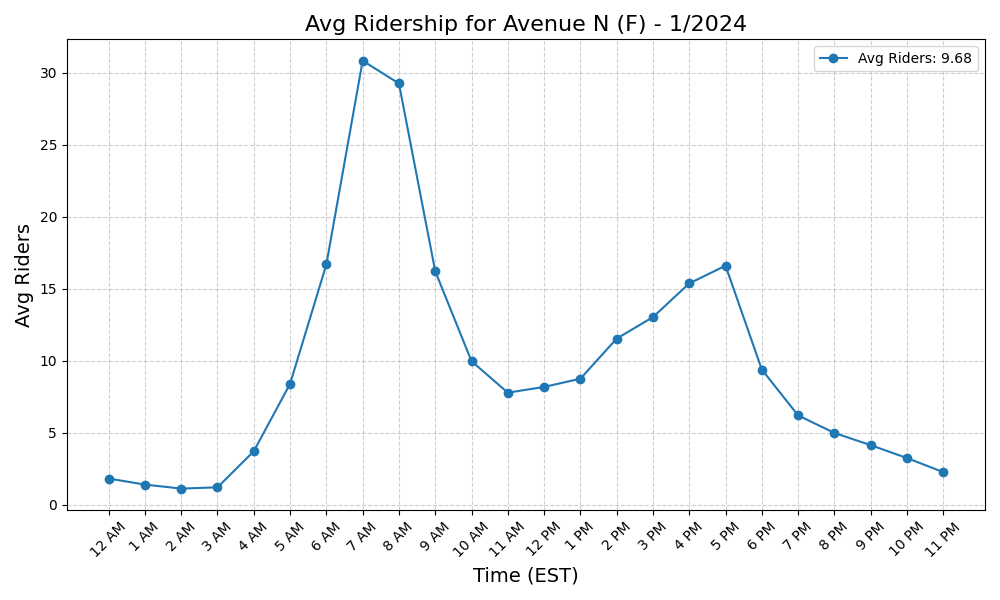 Avg Ridership for Avenue N (F) - 1/2024
Avg Riders: 9.68
30
25
20
15
10
5
0
Avg Riders
12 AM
1 AM
2 AM
3 AM
4 AM
5 AM
6 AM
7 AM
8 AM
9 AM
10 AM
11 AM
12 PM
1 PM
2 PM
3 PM
4 PM
5 PM
6 PM
7 PM
8 PM
9 PM
10 PM
11 PM
Time (EST)